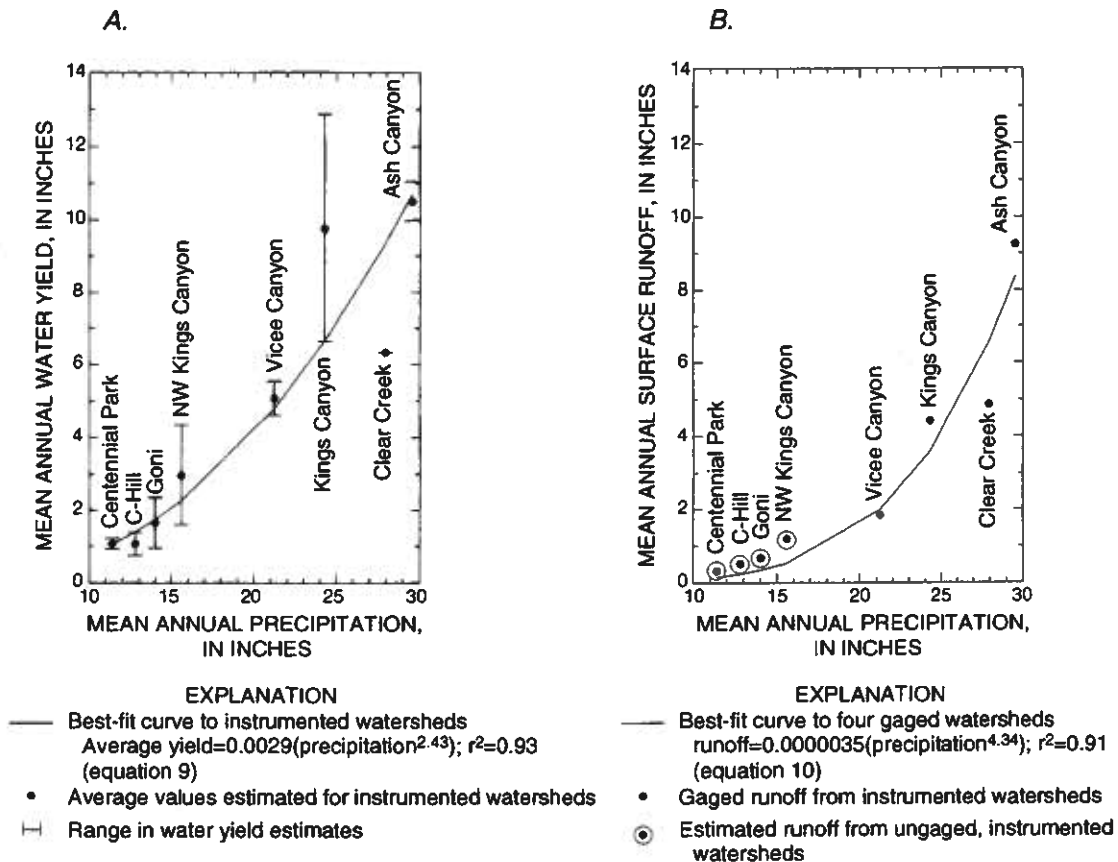 A.
MEAN ANNUAL WATER YIELD, IN INCHES
14
12
10
8
6
4
2
0
Centennial Park
C-Hill
Goni
NW Kings Canyon
Vicee Canyon
Kings Canyon
Clear Creek
Ash Canyon
10 15 20 25 30
MEAN ANNUAL PRECIPITATION,
IN INCHES
EXPLANATION
Best-fit curve to instrumented watersheds
Average yield=0.0029(precipitation2.43); r2=0.93
(equation 9)
Average values estimated for instrumented watersheds
Range in water yield estimates
B.
MEAN ANNUAL SURFACE RUNOFF, IN INCHES
14
12
10
8
6
4
2
0
Centennial Park
C-Hill
Goni
NW Kings Canyon
Vicee Canyon
Kings Canyon
Clear Creek
Ash Canyon
10 15 20 25 30
MEAN ANNUAL PRECIPITATION,
IN INCHES
EXPLANATION
Best-fit curve to four gaged watersheds
runoff=0.0000035(precipitation4.34); r2=0.91
(equation 10)
Gaged runoff from instrumented watersheds
Estimated runoff from ungaged, instrumented
watersheds